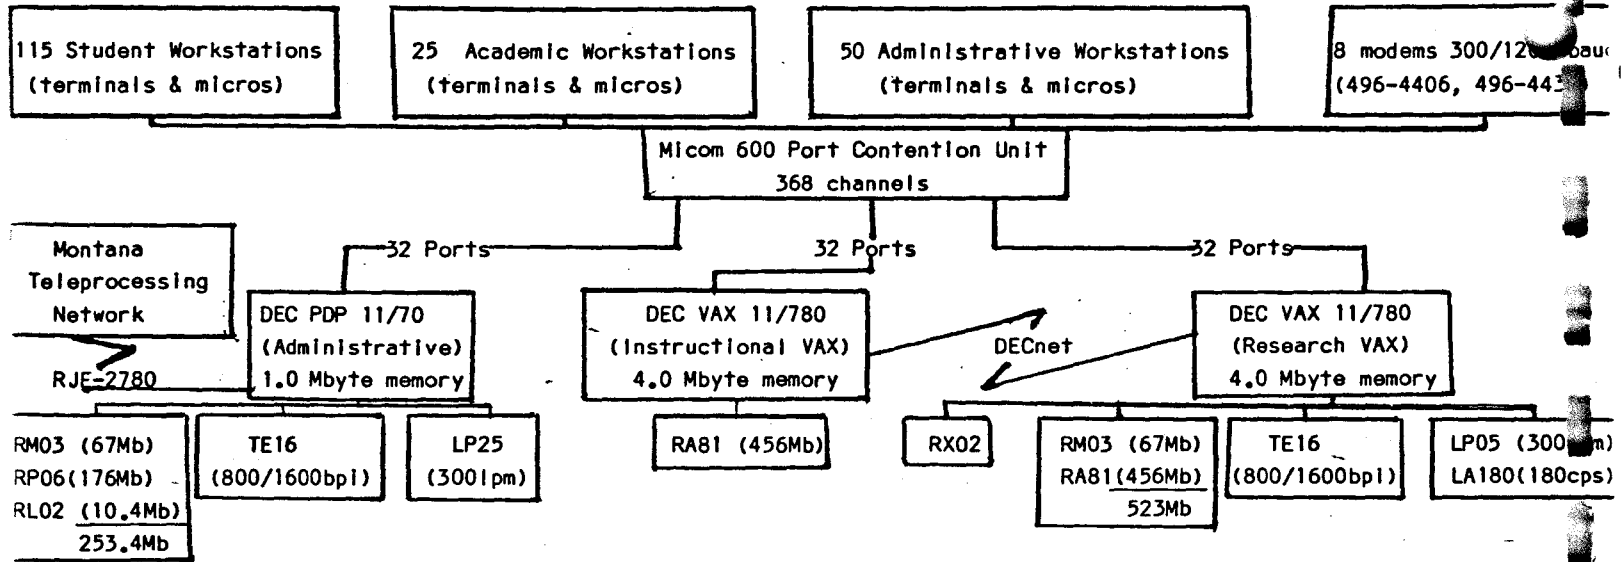 115 Student Workstations
(terminals & micros)
25 Academic Workstations
(terminals & micros)
50 Administrative Workstations
(terminals & micros)
8 modems 300/
(496-4406,
Micom 600 Port Contention Unit
368 channels
32 Ports
32 Ports
32 Ports
Montana
Teleprocessing
Network
RJE-2780
DEC PDP 11/70
(Administrative)
1.0 Mbyte memory
DEC VAX 11/780
(Instructional VAX)
4.0 Mbyte memory
DECnet
DEC VAX 11/780
(Research VAX)
4.0 Mbyte memory
RM03 (67Mb)
RP06(176Mb)
RL02 (10.4Mb)
253.4Mb
TE16
(800/1600bpi)
LP25
(300lpm)
RA81 (456Mb)
RX02
RM03 (67Mb)
RA81(456Mb)
523Mb
TE16
(800/1600bpi)
LP05
LA180(180cps)